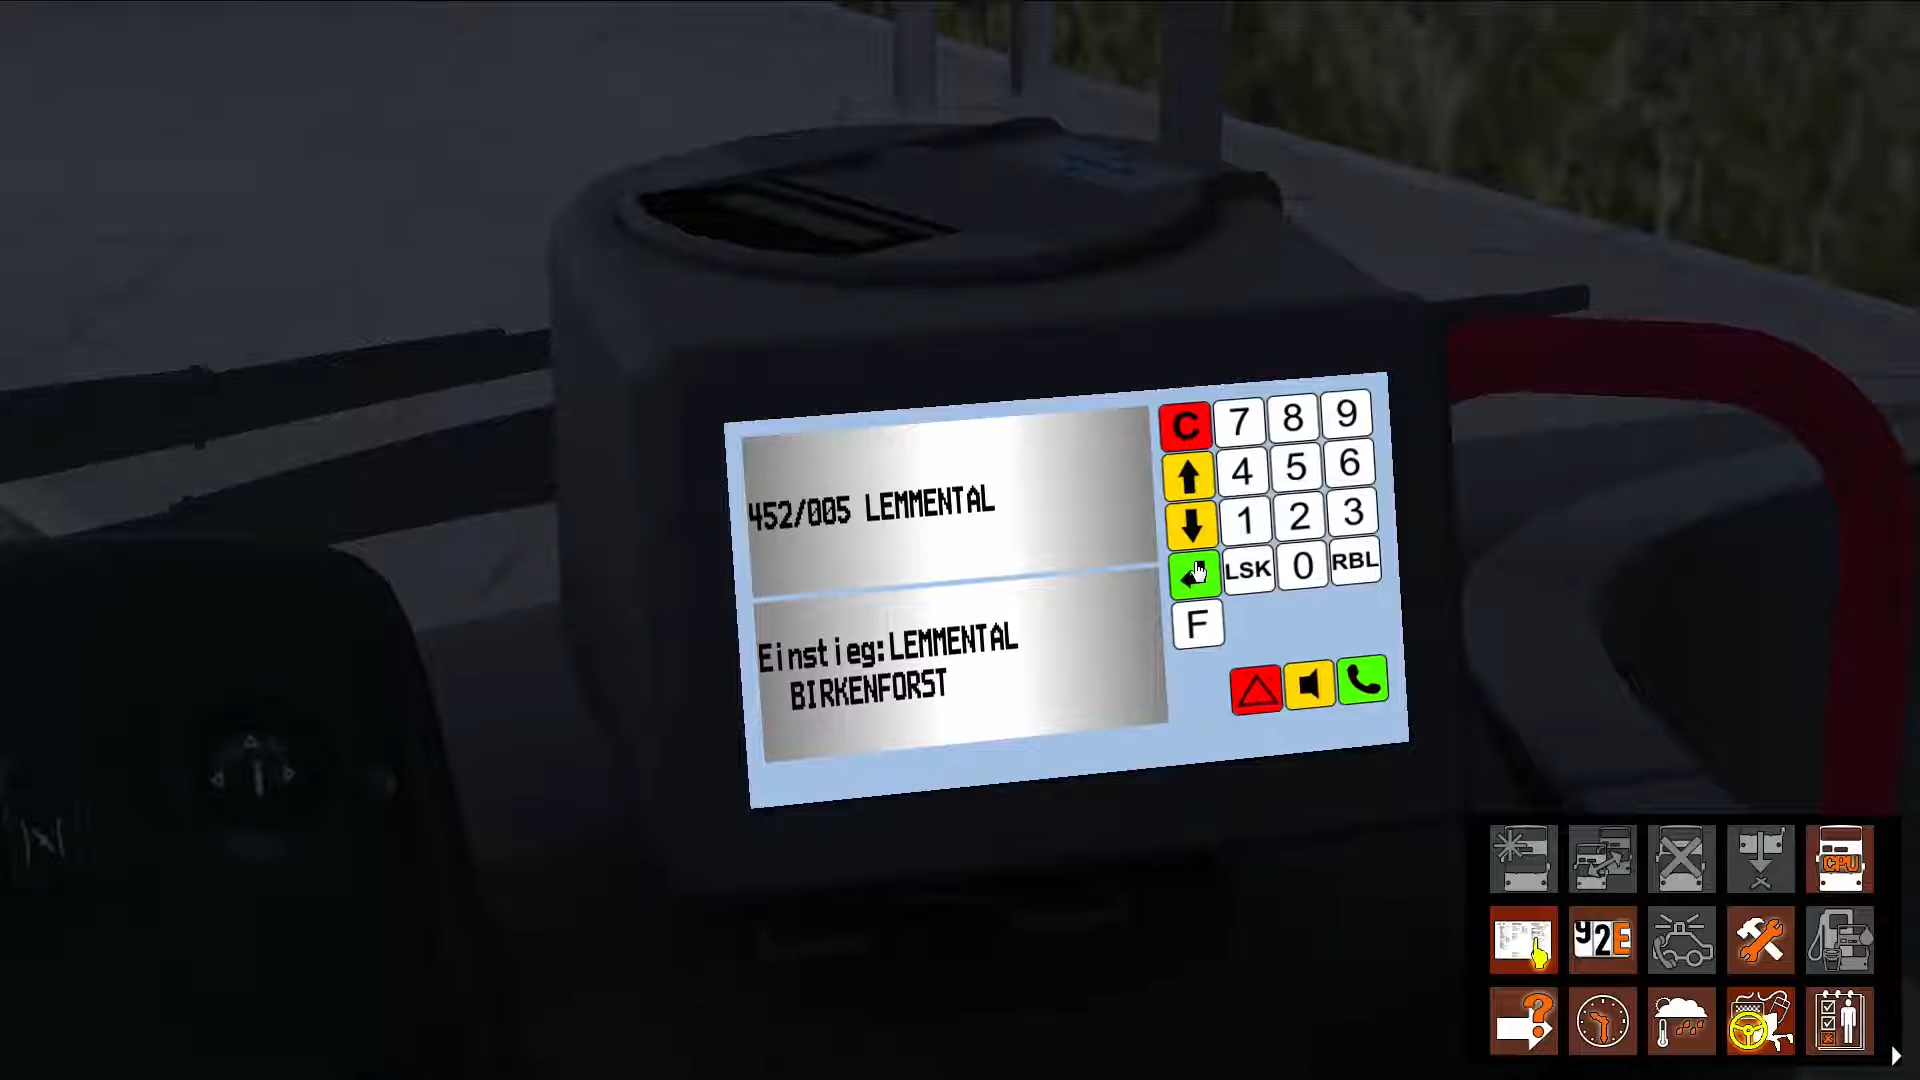 452/005 LEMMENTAL
Einstieg:LEMMENTAL
BIRKENFORST
C 7 8 9
4 5 6
1 2 3
LSK 0 RBL
F
CPU
92E
?